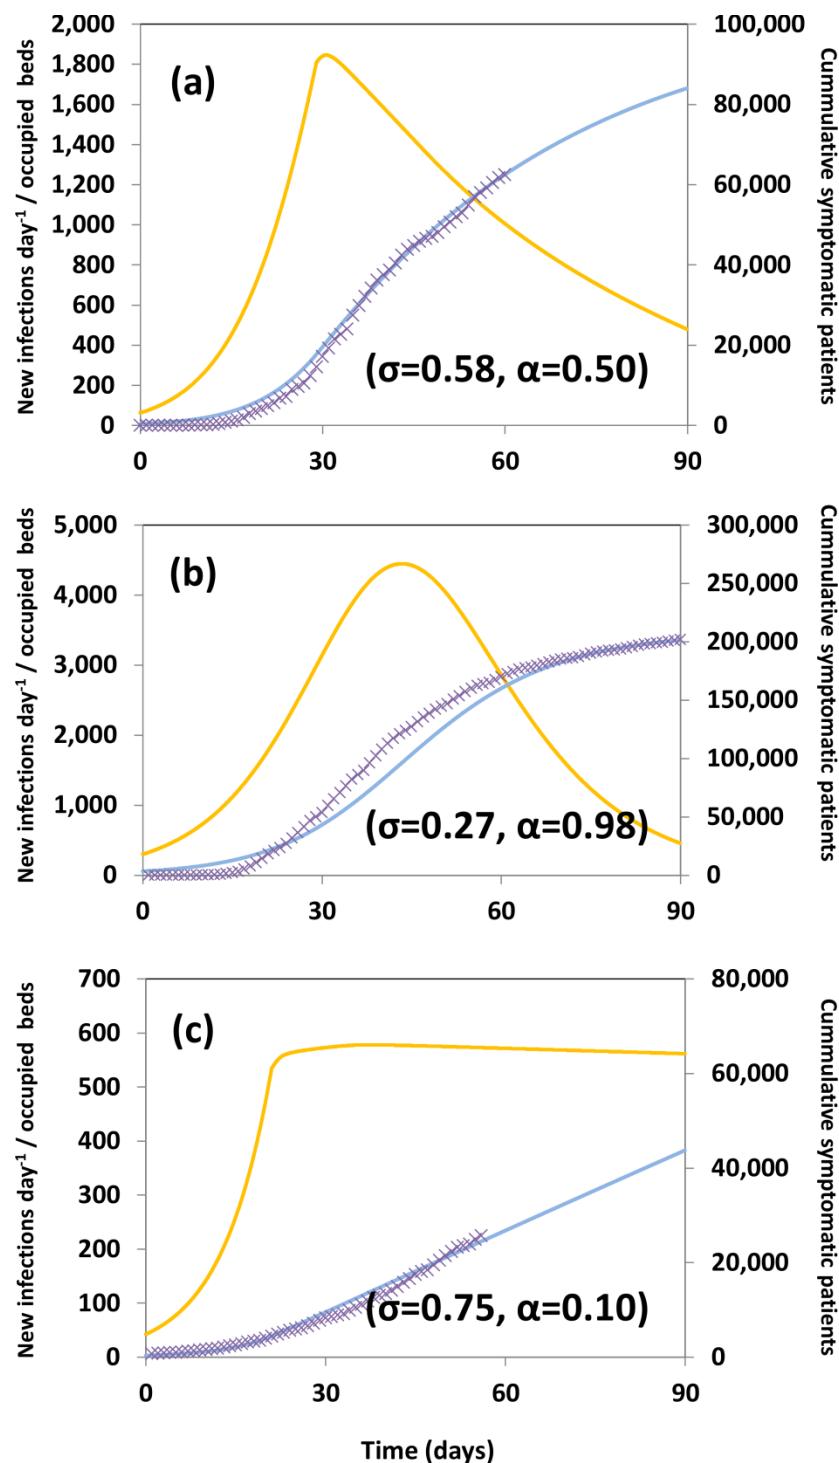 New infections day⁻¹ / occupied beds
2,000
1,800
1,600
1,400
1,200
1,000
800
600
400
200
0
(a)
(σ=0.58, α=0.50)
100,000
80,000
60,000
40,000
20,000
0
Cummulative symptomatic patients
0 30 60 90
New infections day⁻¹ / occupied beds
5,000
4,000
3,000
2,000
1,000
0
(b)
(σ=0.27, α=0.98)
300,000
250,000
200,000
150,000
100,000
50,000
0
Cummulative symptomatic patients
0 30 60 90
New infections day⁻¹ / occupied beds
700
600
500
400
300
200
100
0
(c)
(σ=0.75, α=0.10)
80,000
60,000
40,000
20,000
0
Cummulative symptomatic patients
0 30 60 90
Time (days)